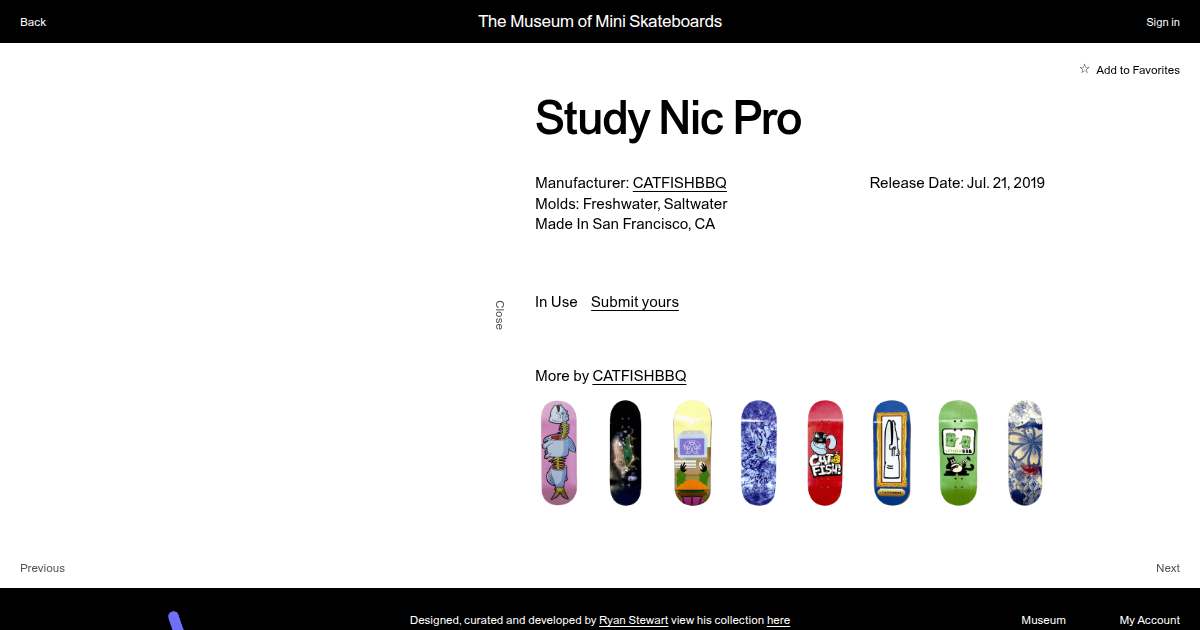 Back
The Museum of Mini Skateboards
Sign in
☆ Add to Favorites
Study Nic Pro
Manufacturer: CATFISHBBQ
Release Date: Jul. 21, 2019
Molds: Freshwater, Saltwater
Made In San Francisco, CA
Close
In Use Submit yours
More by CATFISHBBQ
CAT
FISH!
Previous
Next
Designed, curated and developed by Ryan Stewart view his collection here
Museum
My Account